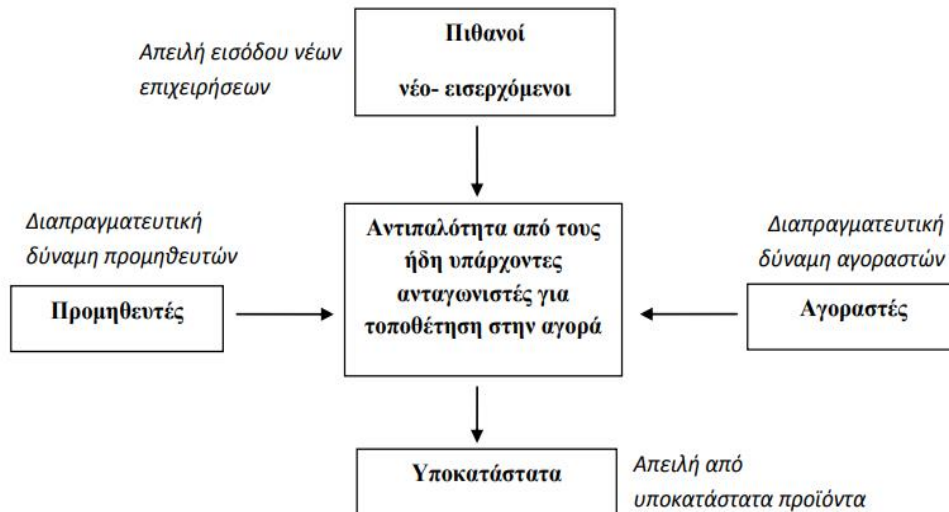 Πιθανοί
νέο- εισερχόμενοι
Απειλή εισόδου νέων
επιχειρήσεων
Διαπραγματευτική
δύναμη προμηθευτών
Προμηθευτές
Αντιπαλότητα από τους
ήδη υπάρχοντες
ανταγωνιστές για
τοποθέτηση στην αγορά
Διαπραγματευτική
δύναμη αγοραστών
Αγοραστές
Υποκατάστατα
Απειλή από
υποκατάστατα προϊόντα